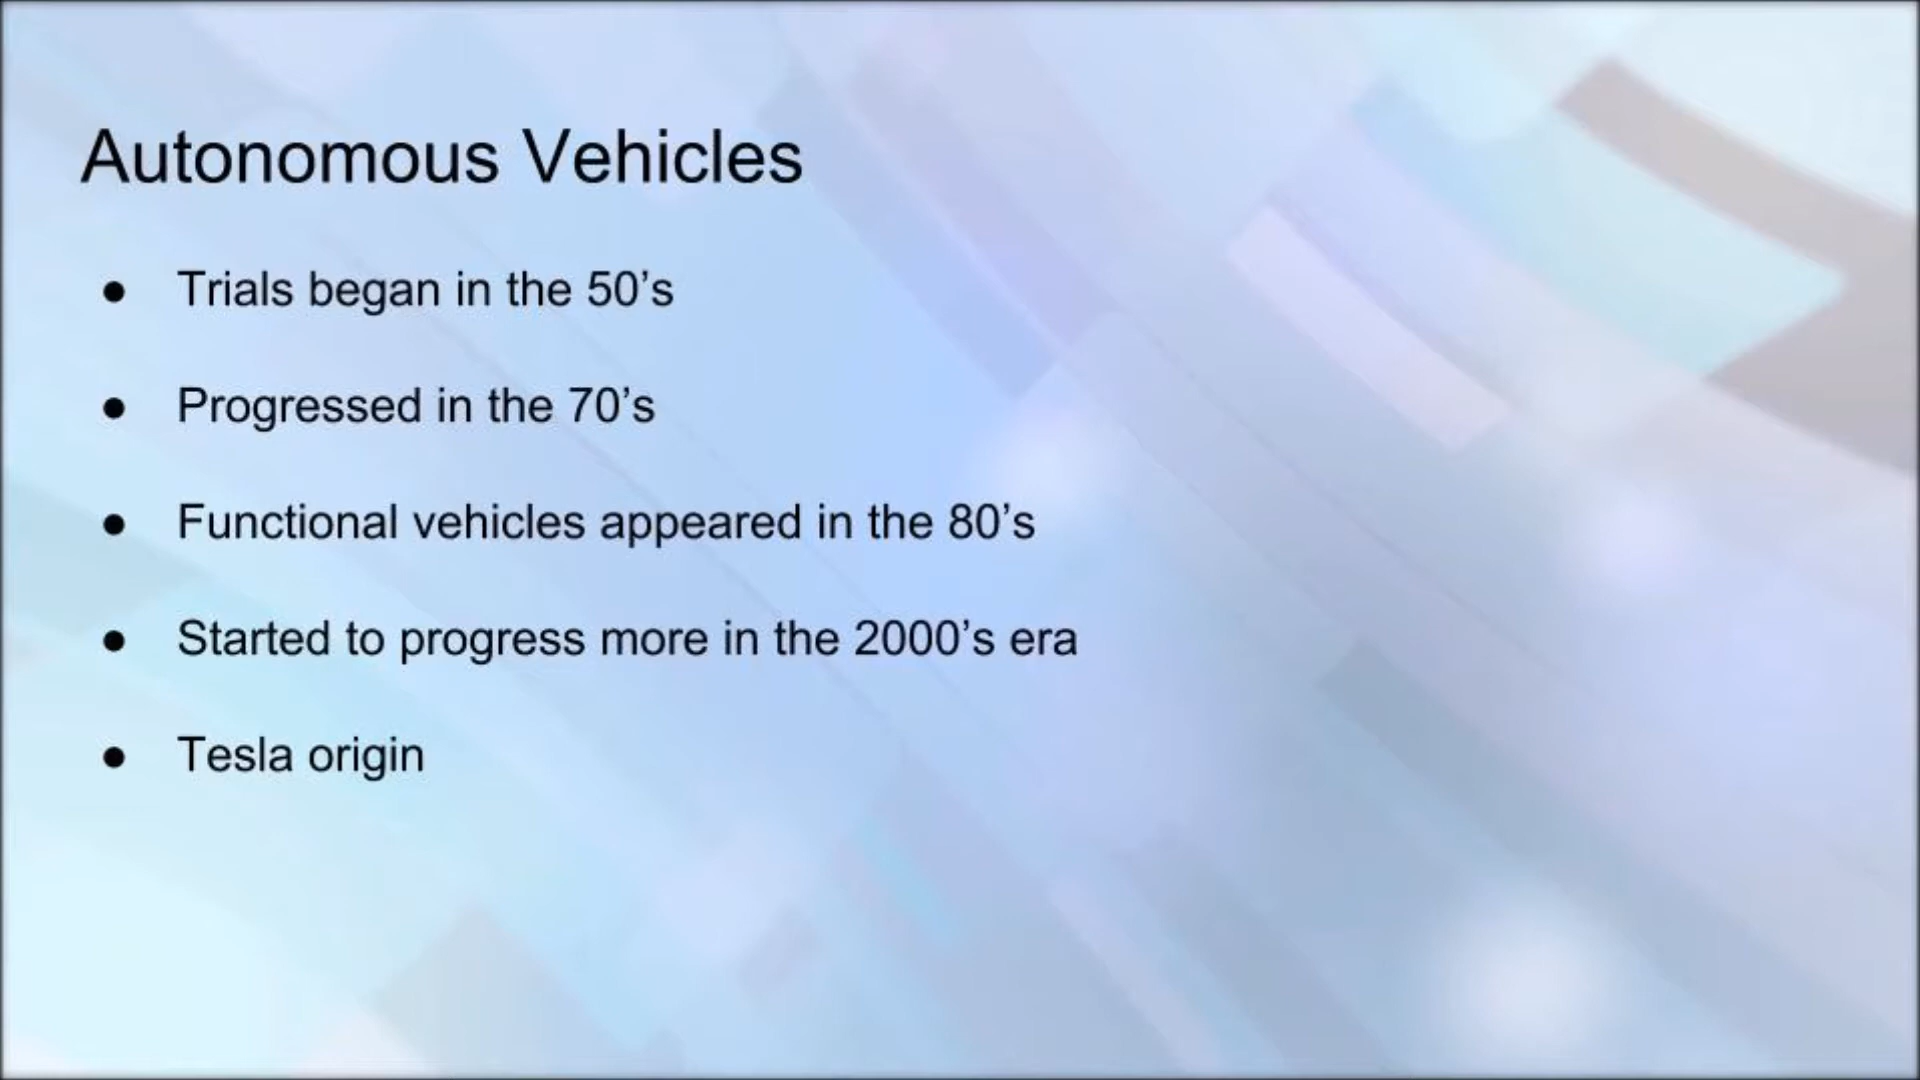 Autonomous Vehicles
● Trials began in the 50’s
● Progressed in the 70’s
● Functional vehicles appeared in the 80’s
● Started to progress more in the 2000’s era
● Tesla origin